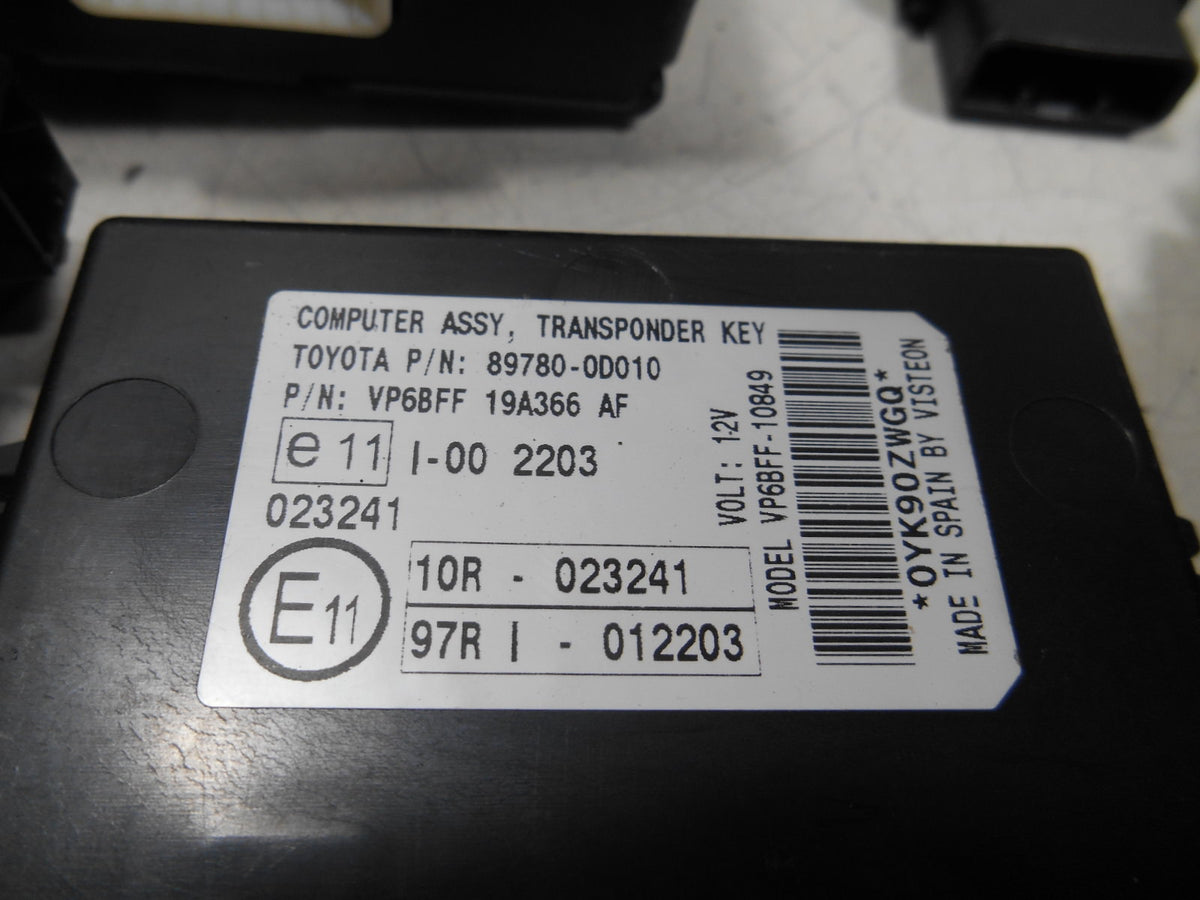 COMPUTER ASSY, TRANSPONDER KEY
TOYOTA P/N: 89780-0D010
P/N: VP6BFF 19A366 AF
e 11 I-00 2203
023241
E11
10R - 023241
97R I - 012203
VOLT: 12V
MODEL VP6BFF-10849
*0YK90ZWGQ*
MADE IN SPAIN BY VISTEON